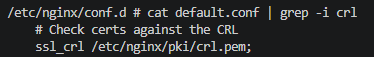 /etc/nginx/conf.d # cat default.conf | grep -i crl
    # Check certs against the CRL
    ssl_crl /etc/nginx/pki/crl.pem;